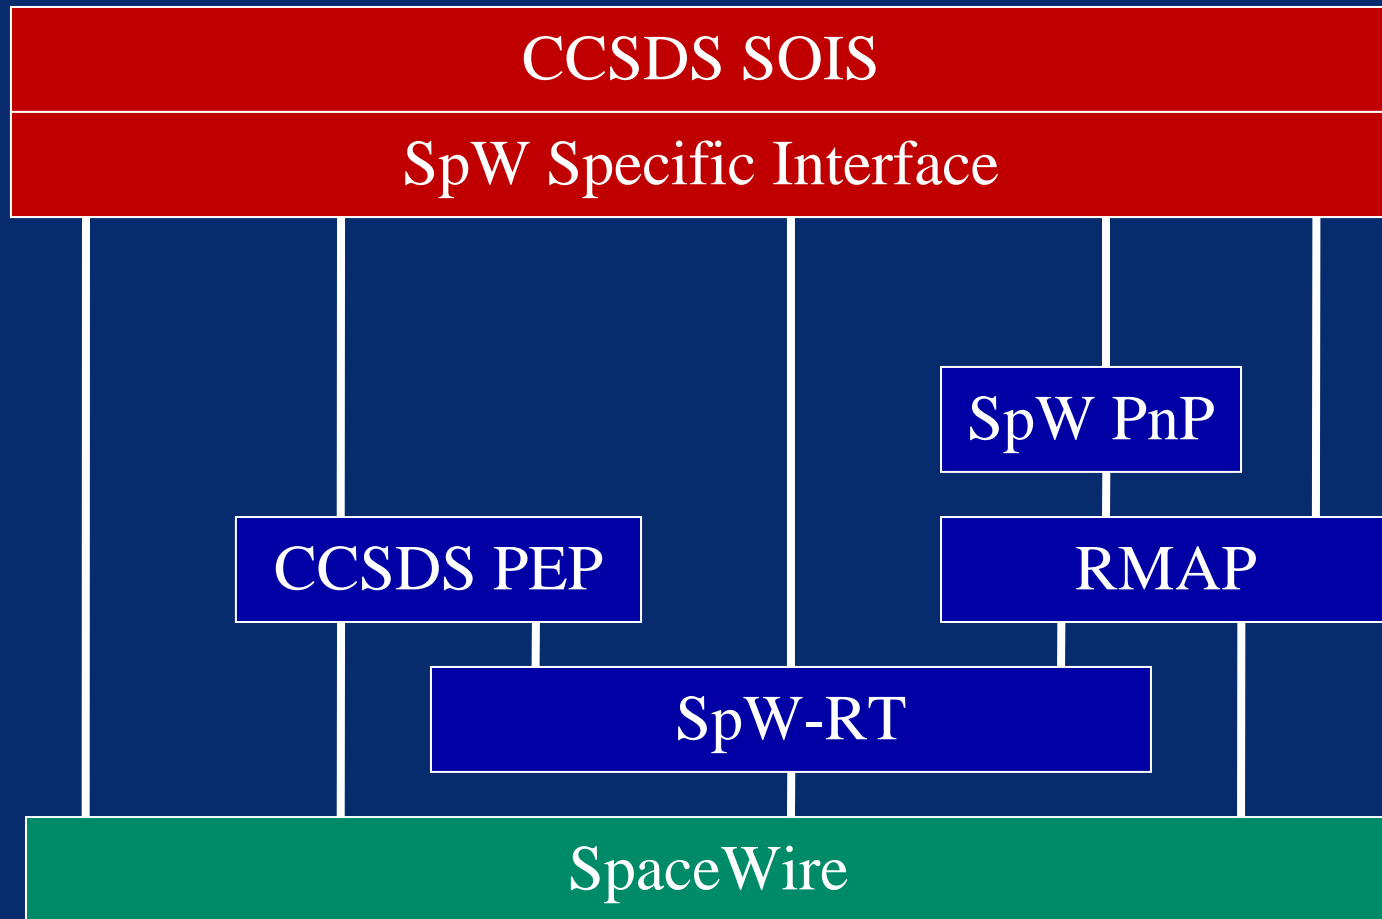 CCSDS SOIS
SpW Specific Interface
SpW PnP
CCSDS PEP
RMAP
SpW-RT
SpaceWire